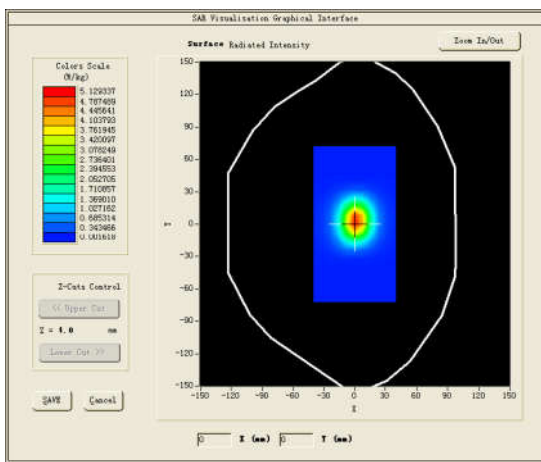 SAR Visualisation Graphical Interface
Surface Radiated Intensity
Zoom In/Out
Colors Scale
(W/kg)
5.129337
4.787489
4.445641
4.103793
3.761945
3.420097
3.078249
2.736401
2.394553
2.052705
1.710857
1.369010
1.027162
0.685314
0.343466
0.001618
Z-Cuts Control
<< Upper Cut
Z = 4.0 mm
Lower Cut >>
SAVE Cancel
150
120
90
60
30
0
-30
-60
-90
-120
-150
Y
-150 -120 -90 -60 -30 0 30 60 90 120 150
X
0 X (mm) 0 Y (mm)